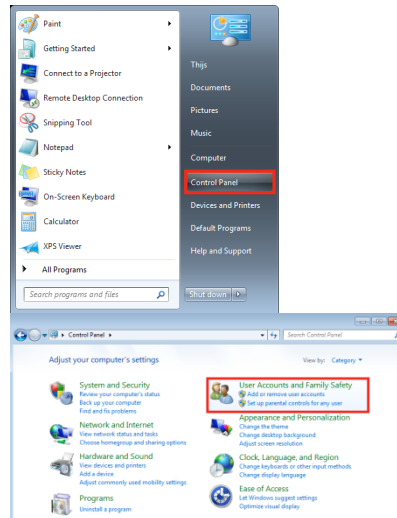 Paint
Getting Started
Connect to a Projector
Remote Desktop Connection
Snipping Tool
Notepad
Sticky Notes
On-Screen Keyboard
Calculator
XPS Viewer
All Programs
Search programs and files
Thijs
Documents
Pictures
Music
Computer
Control Panel
Devices and Printers
Default Programs
Help and Support
Shut down
Control Panel
Search Control Panel
Adjust your computer's settings
View by: Category
System and Security
Review your computer's status
Back up your computer
Find and fix problems
Network and Internet
View network status and tasks
Choose homegroup and sharing options
Hardware and Sound
View devices and printers
Add a device
Adjust commonly used mobility settings
Programs
Uninstall a program
User Accounts and Family Safety
Add or remove user accounts
Set up parental controls for any user
Appearance and Personalization
Change the theme
Change desktop background
Adjust screen resolution
Clock, Language, and Region
Change keyboards or other input methods
Change display language
Ease of Access
Let Windows suggest settings
Optimize visual display